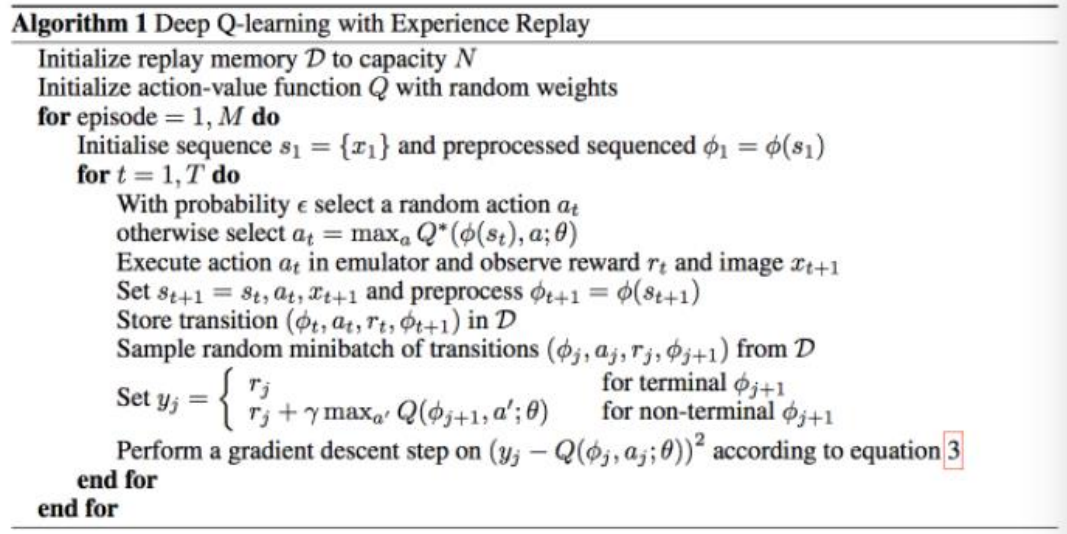 Algorithm 1 Deep Q-learning with Experience Replay
Initialize replay memory 𝒟 to capacity N
Initialize action-value function Q with random weights
for episode = 1, M do
Initialise sequence s₁ = {x₁} and preprocessed sequenced ϕ₁ = ϕ(s₁)
for t = 1, T do
With probability ϵ select a random action aₜ
otherwise select aₜ = maxₐ Q*(ϕ(sₜ), a; θ)
Execute action aₜ in emulator and observe reward rₜ and image xₜ₊₁
Set sₜ₊₁ = sₜ, aₜ, xₜ₊₁ and preprocess ϕₜ₊₁ = ϕ(sₜ₊₁)
Store transition (ϕₜ, aₜ, rₜ, ϕₜ₊₁) in 𝒟
Sample random minibatch of transitions (ϕⱼ, aⱼ, rⱼ, ϕⱼ₊₁) from 𝒟
Set yⱼ = { rⱼ for terminal ϕⱼ₊₁
rⱼ + γ maxₐ′ Q(ϕⱼ₊₁, a′; θ) for non-terminal ϕⱼ₊₁
Perform a gradient descent step on (yⱼ − Q(ϕⱼ, aⱼ; θ))² according to equation 3
end for
end for